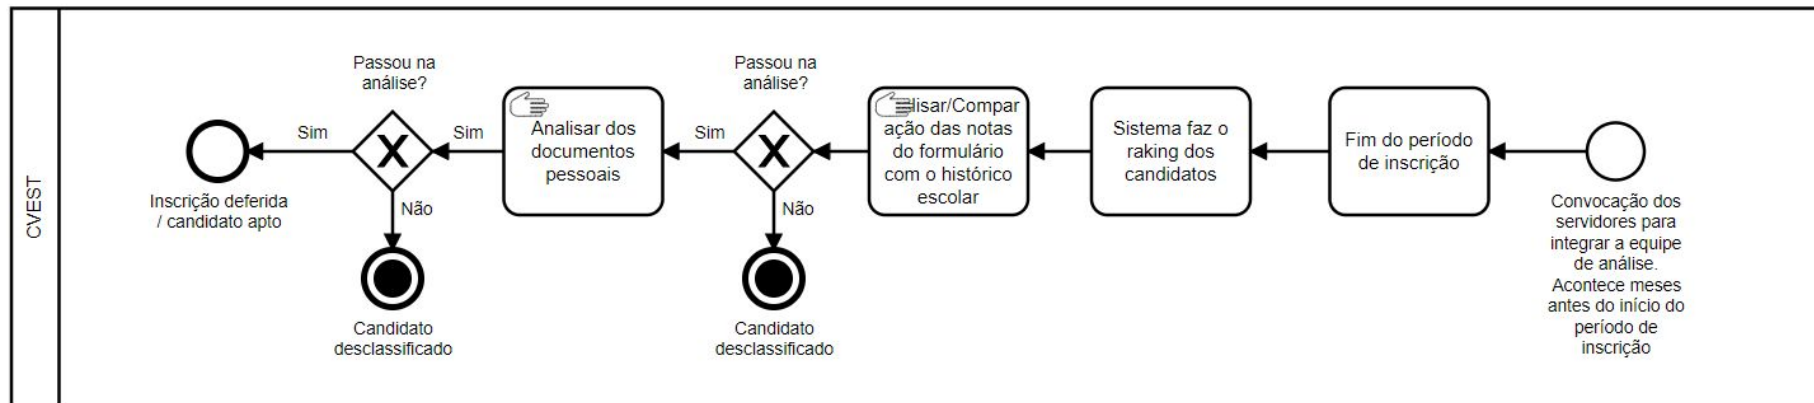 CVEST
Passou na
análise?
Sim
Inscrição deferida
/ candidato apto
Não
Candidato
desclassificado
Sim
Analisar dos
documentos
pessoais
Passou na
análise?
Sim
Não
Candidato
desclassificado
lisar/Compar
ação das notas
do formulário
com o histórico
escolar
Sistema faz o
raking dos
candidatos
Fim do período
de inscrição
Convocação dos
servidores para
integrar a equipe
de análise.
Acontece meses
antes do início do
período de
inscrição